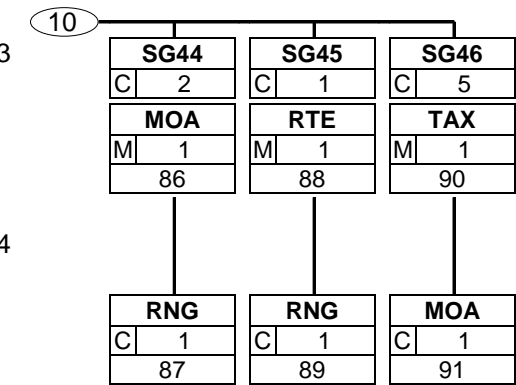 10
3
SG44 SG45 SG46
C 2 C 1 C 5
MOA RTE TAX
M 1 M 1 M 1
86 88 90
4
RNG RNG MOA
C 1 C 1 C 1
87 89 91